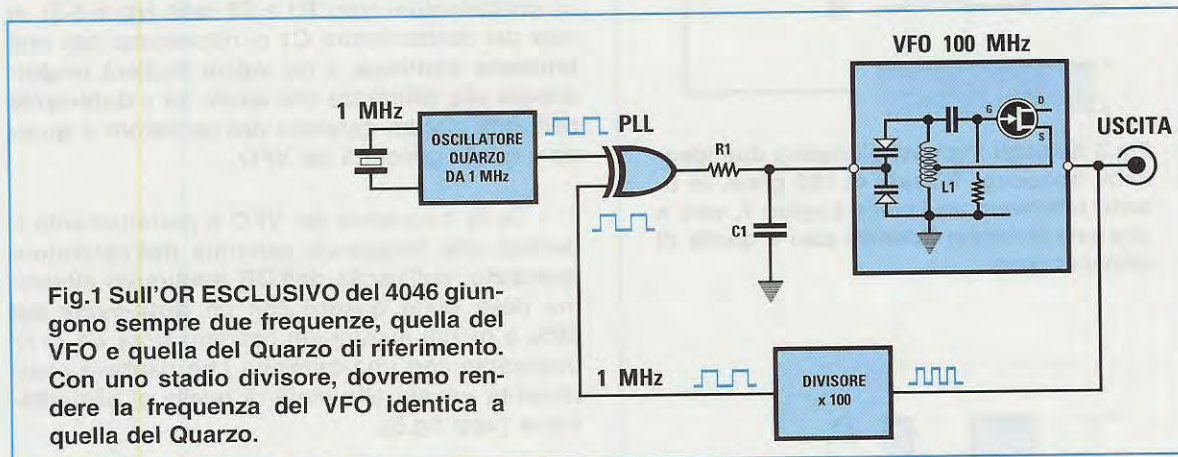 VFO 100 MHz
1 MHz
OSCILLATORE
QUARZO
DA 1 MHz
PLL
R1
C1
G
D
S
L1
USCITA
1 MHz
DIVISORE
x 100
Fig.1 Sull'OR ESCLUSIVO del 4046 giun-
gono sempre due frequenze, quella del
VFO e quella del Quarzo di riferimento.
Con uno stadio divisore, dovremo ren-
dere la frequenza del VFO identica a
quella del Quarzo.